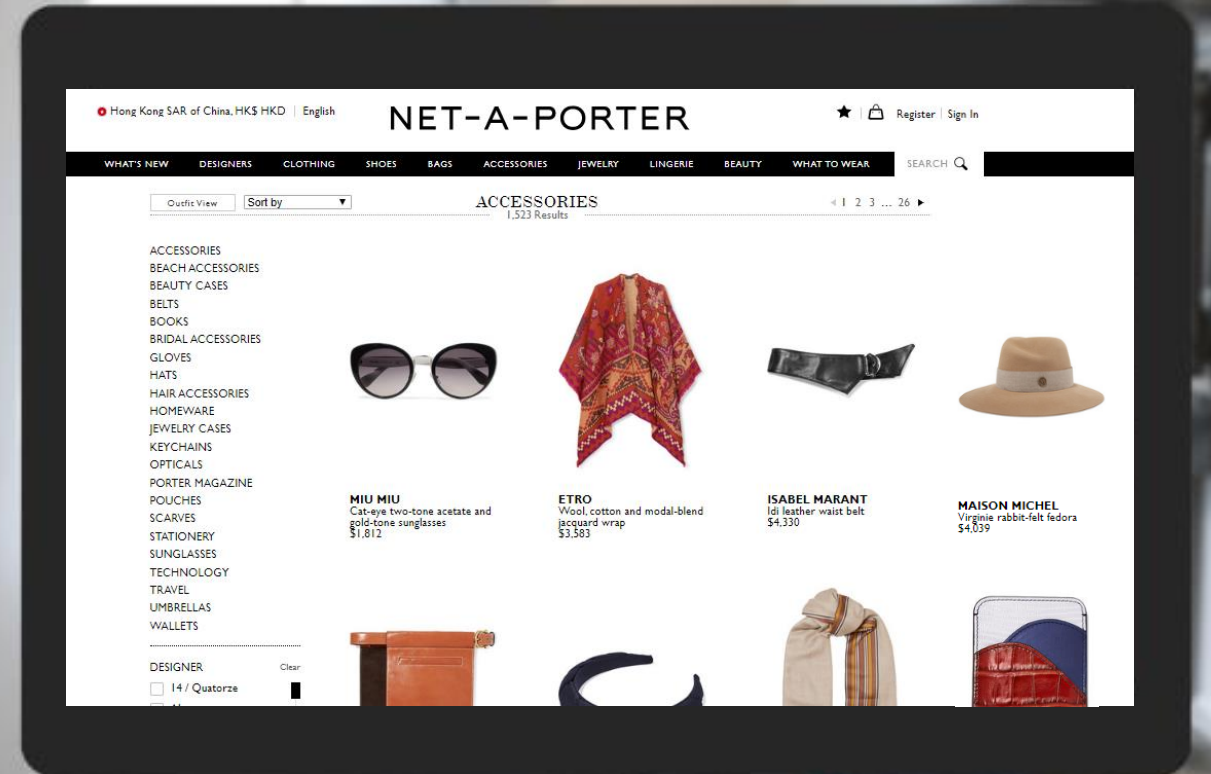 Hong Kong SAR of China, HK$ HKD | English
NET-A-PORTER
Register | Sign In
WHAT'S NEW DESIGNERS CLOTHING SHOES BAGS ACCESSORIES JEWELRY LINGERIE BEAUTY WHAT TO WEAR SEARCH
Outfit View
Sort by
ACCESSORIES
1,523 Results
1 2 3 ... 26
ACCESSORIES
BEACH ACCESSORIES
BEAUTY CASES
BELTS
BOOKS
BRIDAL ACCESSORIES
GLOVES
HATS
HAIR ACCESSORIES
HOMEWARE
JEWELRY CASES
KEYCHAINS
OPTICALS
PORTER MAGAZINE
POUCHES
SCARVES
STATIONERY
SUNGLASSES
TECHNOLOGY
TRAVEL
UMBRELLAS
WALLETS
DESIGNER Clear
14 / Quatorze
MIU MIU
Cat-eye two-tone acetate and
gold-tone sunglasses
$1,812
ETRO
Wool, cotton and modal-blend
jacquard wrap
$3,583
ISABEL MARANT
Idi leather waist belt
$4,330
MAISON MICHEL
Virginie rabbit-felt fedora
$4,039